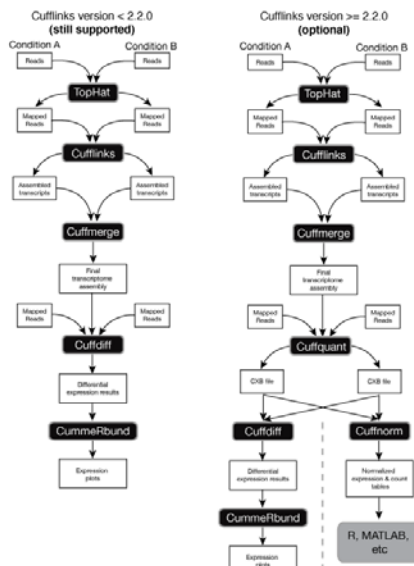 Cufflinks version < 2.2.0
(still supported)
Condition A
Condition B
Reads
Reads
TopHat
Mapped
Reads
Mapped
Reads
Cufflinks
Assembled
transcripts
Assembled
transcripts
Cuffmerge
Final
transcriptome
assembly
Mapped
Reads
Mapped
Reads
Cuffdiff
Differential
expression results
CummeRbund
Expression
plots
Cufflinks version >= 2.2.0
(optional)
Condition A
Condition B
Reads
Reads
TopHat
Mapped
Reads
Mapped
Reads
Cufflinks
Assembled
transcripts
Assembled
transcripts
Cuffmerge
Final
transcriptome
assembly
Mapped
Reads
Mapped
Reads
Cuffquant
CXB file
CXB file
Cuffdiff
Cuffnorm
Differential
expression results
Normalized
expression & count
tables
CummeRbund
R, MATLAB,
etc
Expression
plots